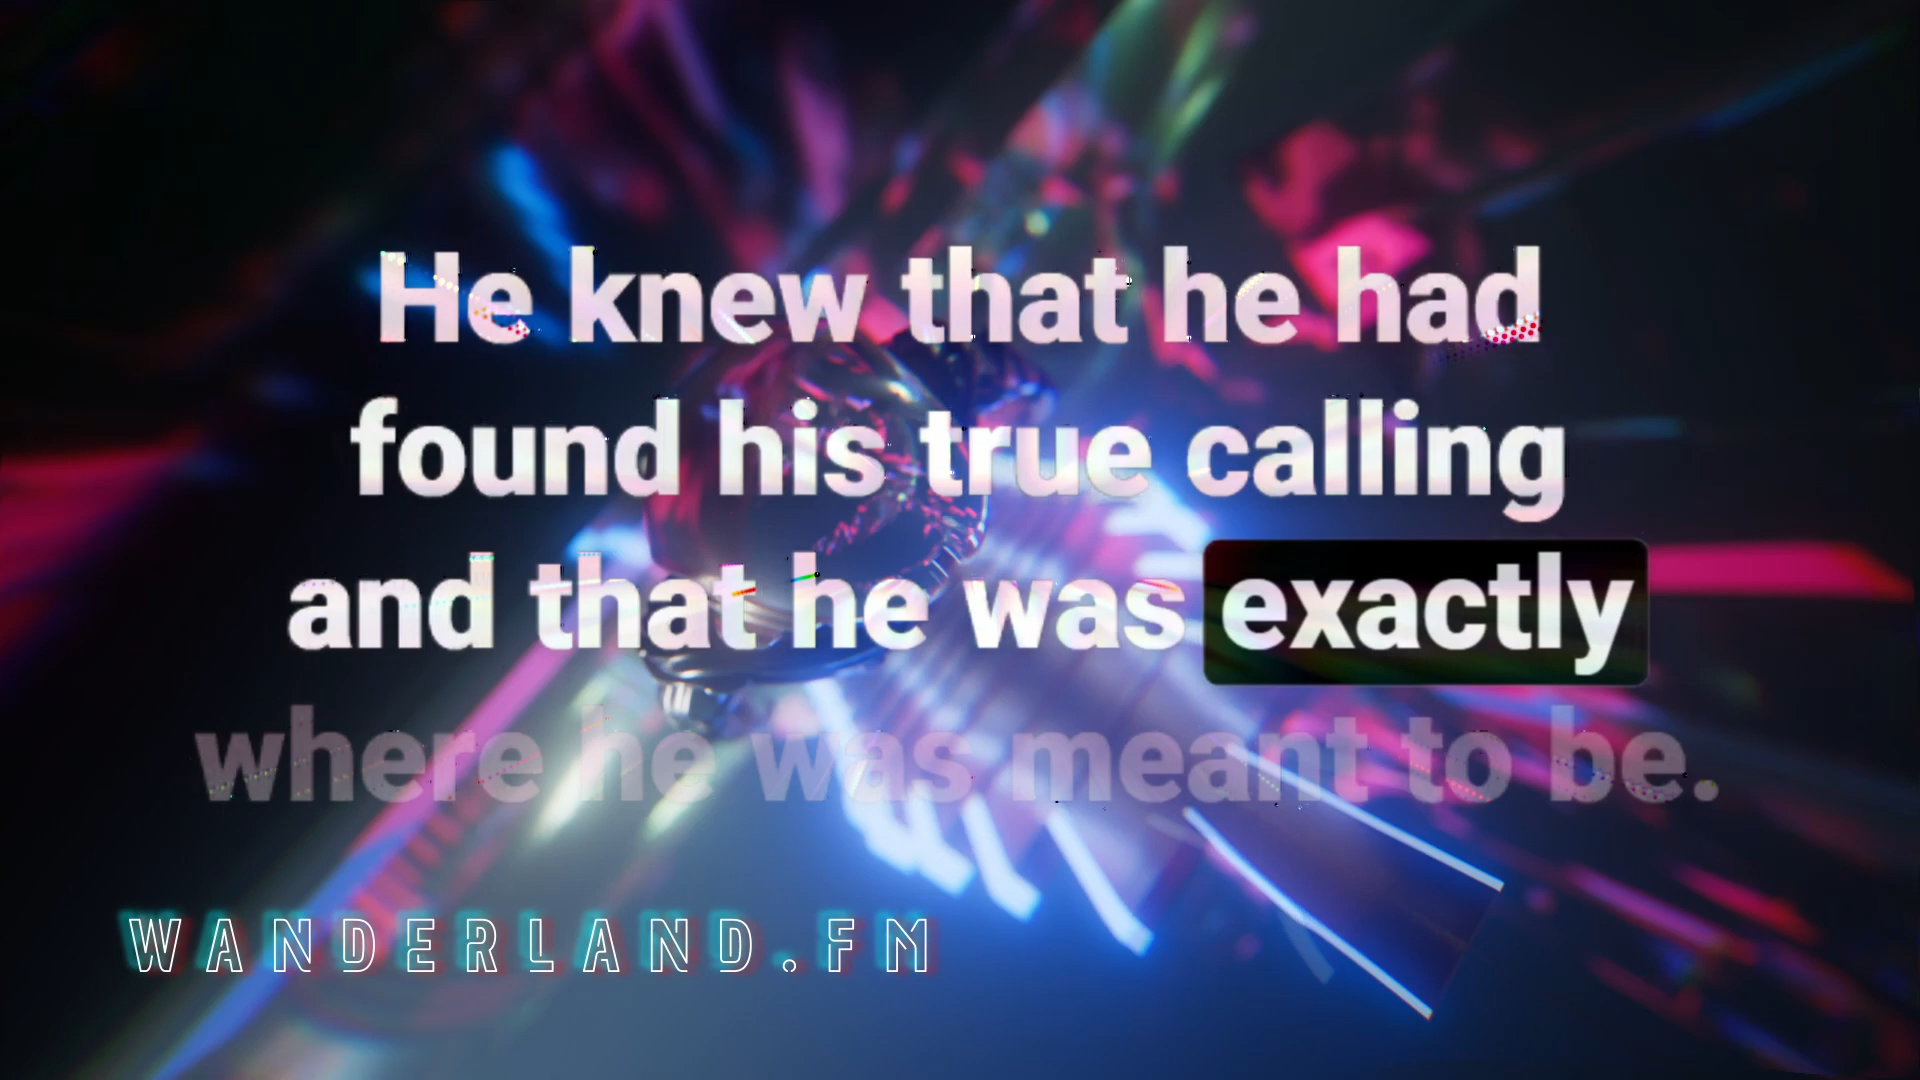 He knew that he had
found his true calling
and that he was exactly
where he was meant to be.
WANDERLAND.FM